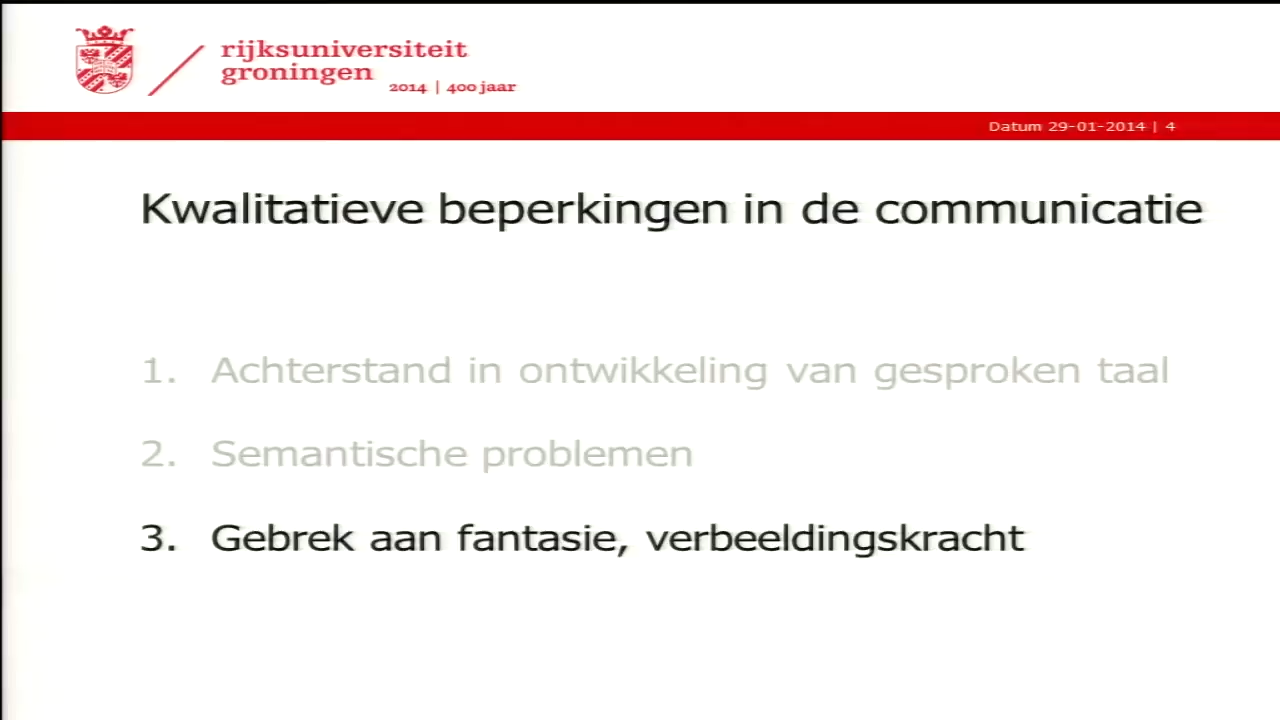 rijksuniversiteit
groningen
2014 | 400 jaar
Datum 29-01-2014 | 4
Kwalitatieve beperkingen in de communicatie
1. Achterstand in ontwikkeling van gesproken taal
2. Semantische problemen
3. Gebrek aan fantasie, verbeeldingskracht